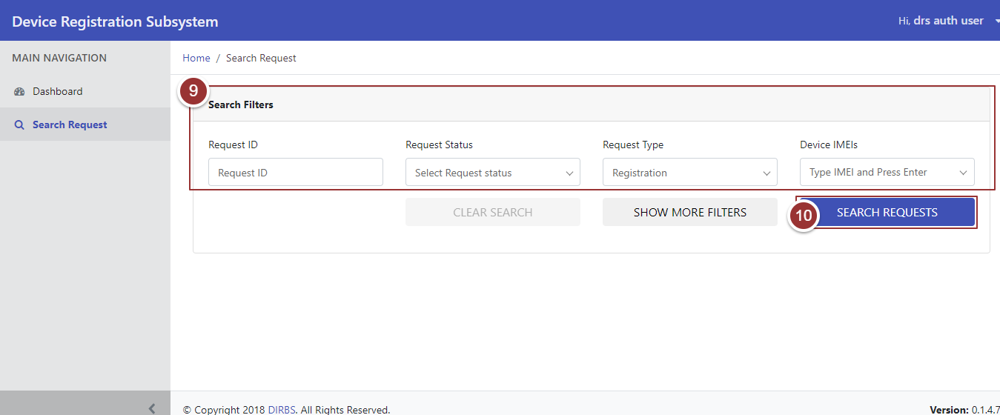 Device Registration Subsystem
Hi, drs auth user
MAIN NAVIGATION
Dashboard
Search Request
Home / Search Request
9
Search Filters
Request ID
Request Status
Request Type
Device IMEIs
Request ID
Select Request status
Registration
Type IMEI and Press Enter
CLEAR SEARCH
SHOW MORE FILTERS
10
SEARCH REQUESTS
© Copyright 2018 DIRBS. All Rights Reserved.
Version: 0.1.4.7